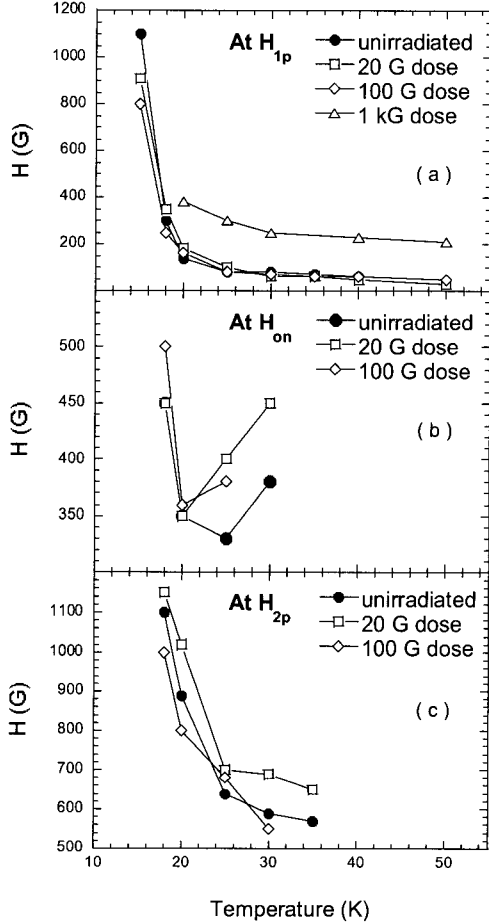 1200
1000
800
600
400
200
H (G)
At H1p
unirradiated
20 G dose
100 G dose
1 kG dose
( a )
500
450
400
350
H (G)
At Hon
unirradiated
20 G dose
100 G dose
( b )
1100
1000
900
800
700
600
500
H (G)
At H2p
unirradiated
20 G dose
100 G dose
( c )
10
20
30
40
50
Temperature (K)